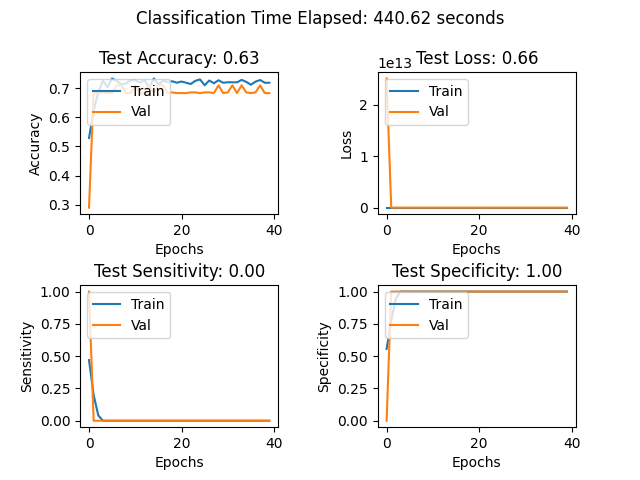 Classification Time Elapsed: 440.62 seconds
Test Accuracy: 0.63
0.7
0.6
0.5
0.4
0.3
Accuracy
Train
Val
0
20
40
Epochs
1e13
Test Loss: 0.66
2
1
0
Loss
Train
Val
0
20
40
Epochs
Test Sensitivity: 0.00
1.00
0.75
0.50
0.25
0.00
Sensitivity
Train
Val
0
20
40
Epochs
Test Specificity: 1.00
1.00
0.75
0.50
0.25
0.00
Specificity
Train
Val
0
20
40
Epochs